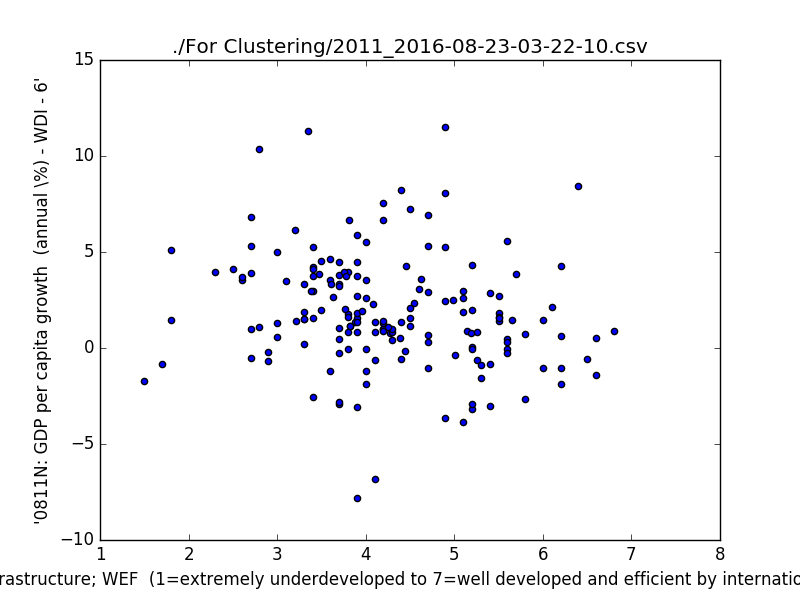 ./For Clustering/2011_2016-08-23-03-22-10.csv
15
10
5
0
−5
−10
'0811N: GDP per capita growth (annual \%) - WDI - 6'
1 2 3 4 5 6 7 8
rastructure; WEF (1=extremely underdeveloped to 7=well developed and efficient by internatio